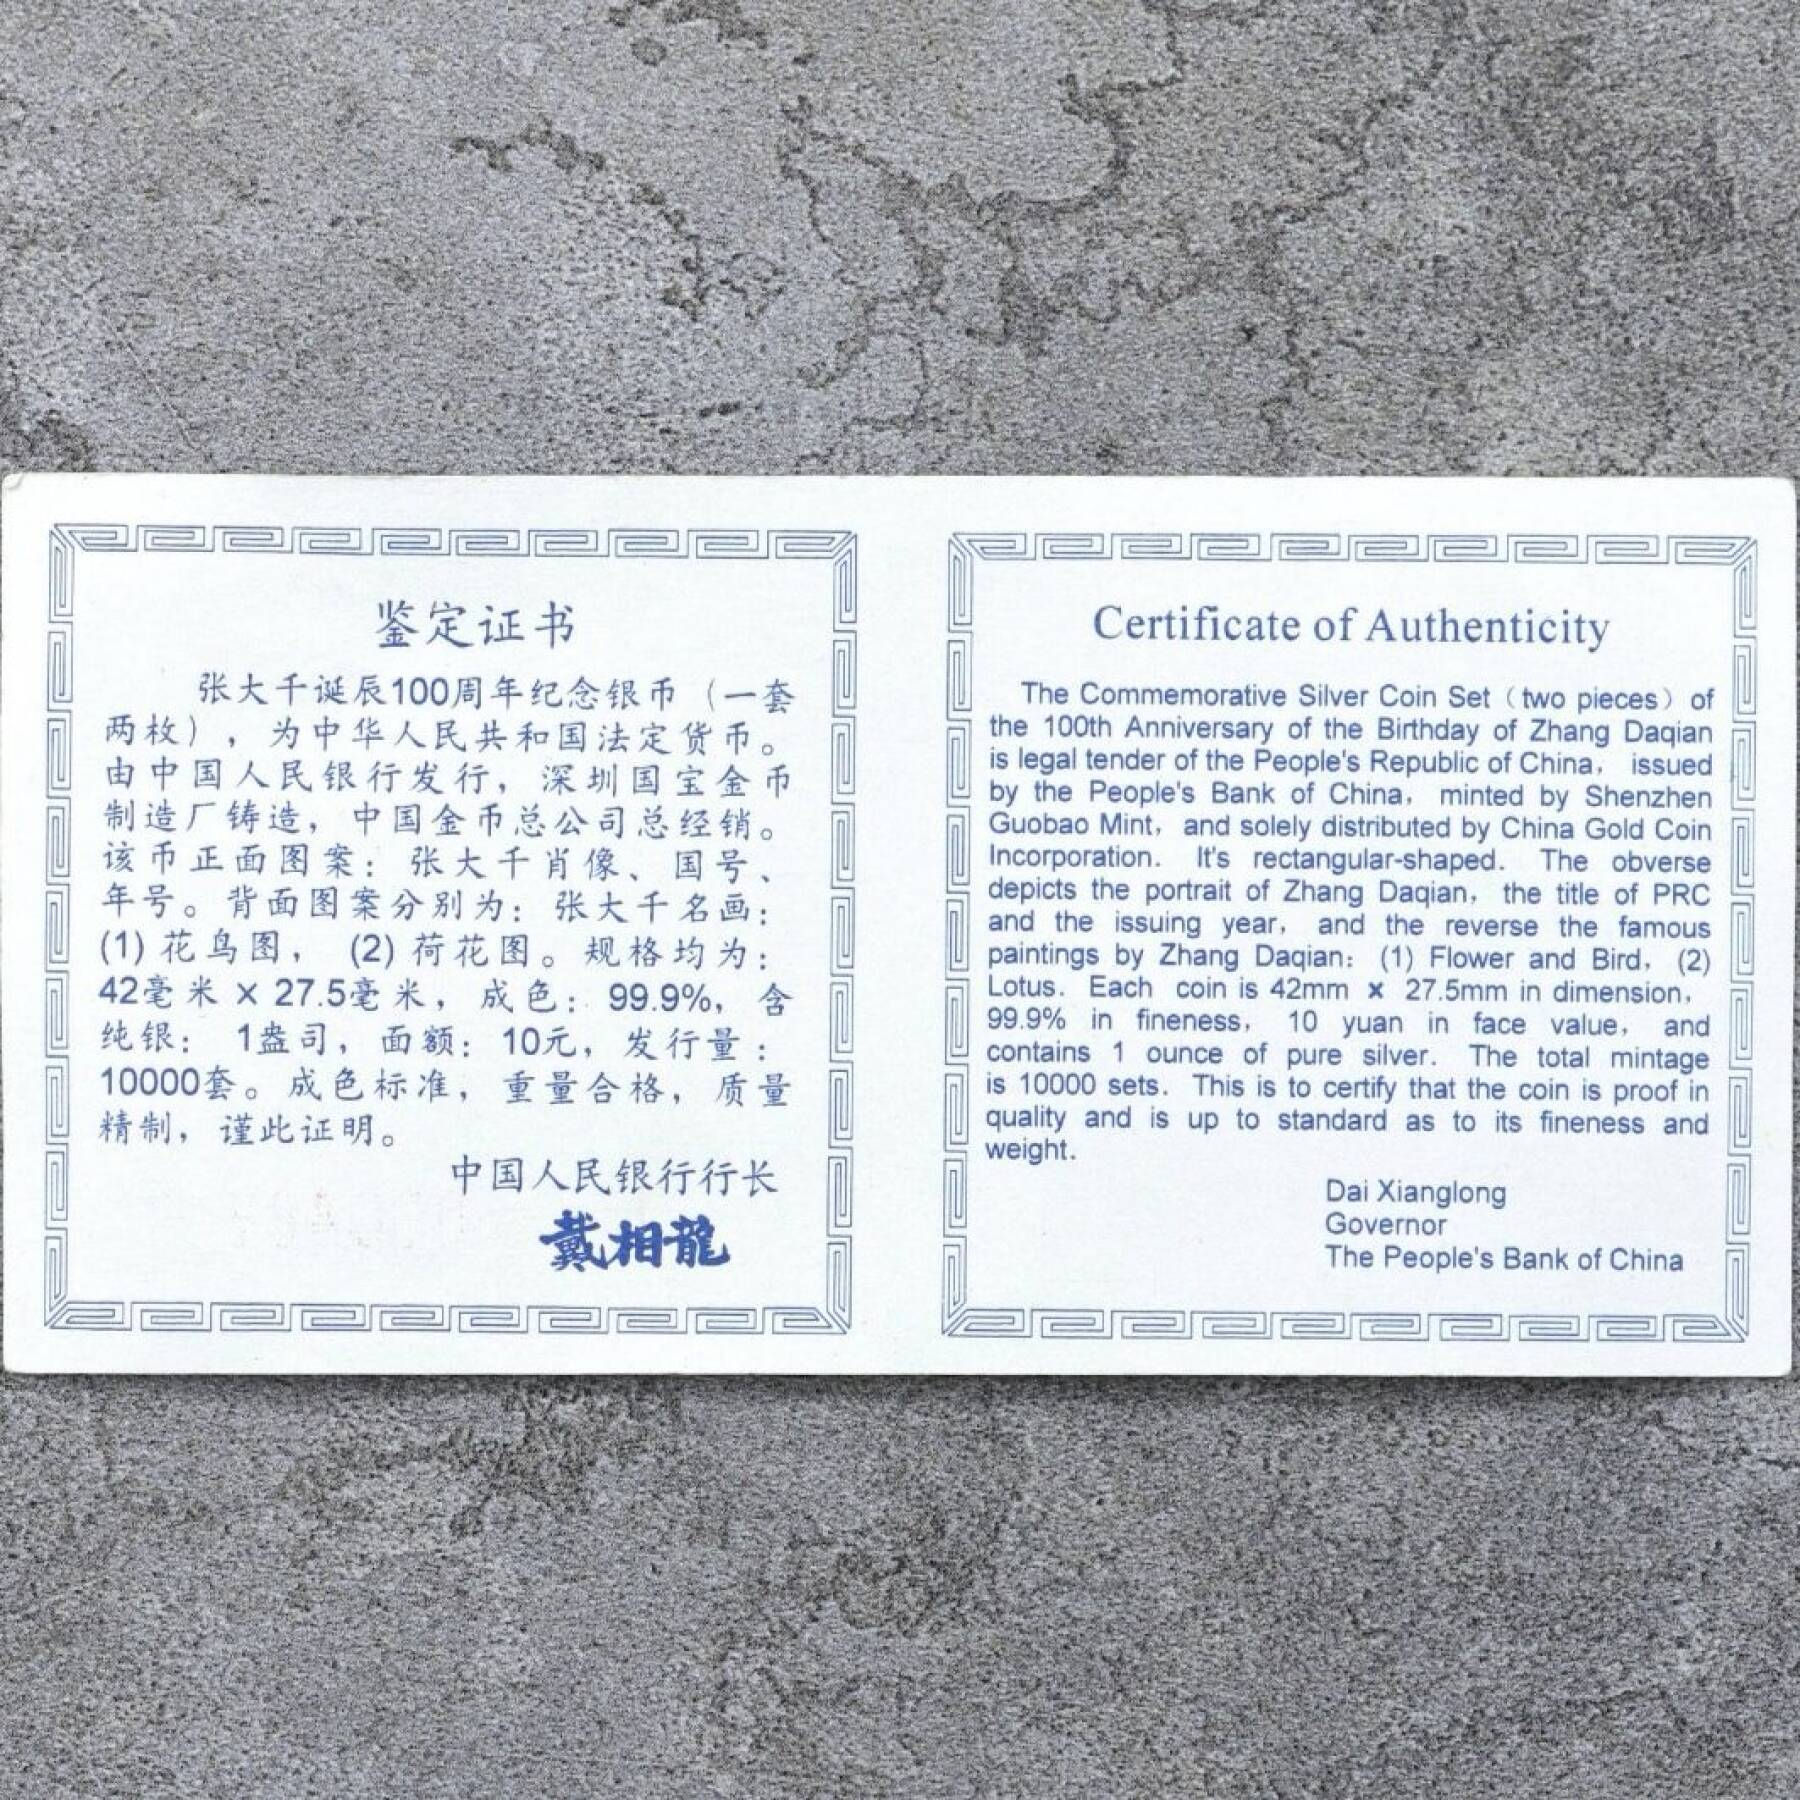 鉴定证书
张大千诞辰100周年纪念银币（一套
两枚），为中华人民共和国法定货币。
由中国人民银行发行，深圳国宝金币
制造厂铸造，中国金币总公司总经销。
该币正面图案：张大千肖像、国号、
年号。背面图案分别为：张大千名画：
(1) 花鸟图， (2) 荷花图。规格均为：
42毫米 × 27.5毫米，成色：99.9%，含
纯银： 1盎司，面额：10元，发行量：
10000套。成色标准，重量合格，质量
精制，谨此证明。
中国人民银行行长
戴相龍
Certificate of Authenticity
The Commemorative Silver Coin Set（two pieces）of
the 100th Anniversary of the Birthday of Zhang Daqian
is legal tender of the People's Republic of China， issued
by the People's Bank of China，minted by Shenzhen
Guobao Mint，and solely distributed by China Gold Coin
Incorporation. It's rectangular-shaped. The obverse
depicts the portrait of Zhang Daqian，the title of PRC
and the issuing year，and the reverse the famous
paintings by Zhang Daqian：(1) Flower and Bird，(2)
Lotus. Each coin is 42mm × 27.5mm in dimension，
99.9% in fineness，10 yuan in face value，and
contains 1 ounce of pure silver. The total mintage
is 10000 sets. This is to certify that the coin is proof in
quality and is up to standard as to its fineness and
weight.
Dai Xianglong
Governor
The People's Bank of China